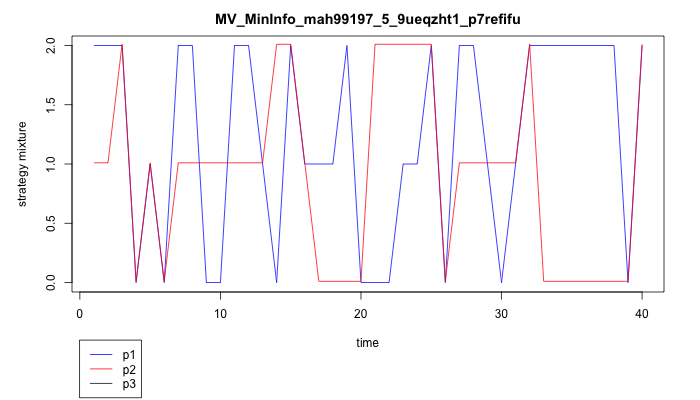 MV_MinInfo_mah99197_5_9ueqzht1_p7refifu
strategy mixture
2.0
1.5
1.0
0.5
0.0
0 10 20 30 40
time
p1
p2
p3